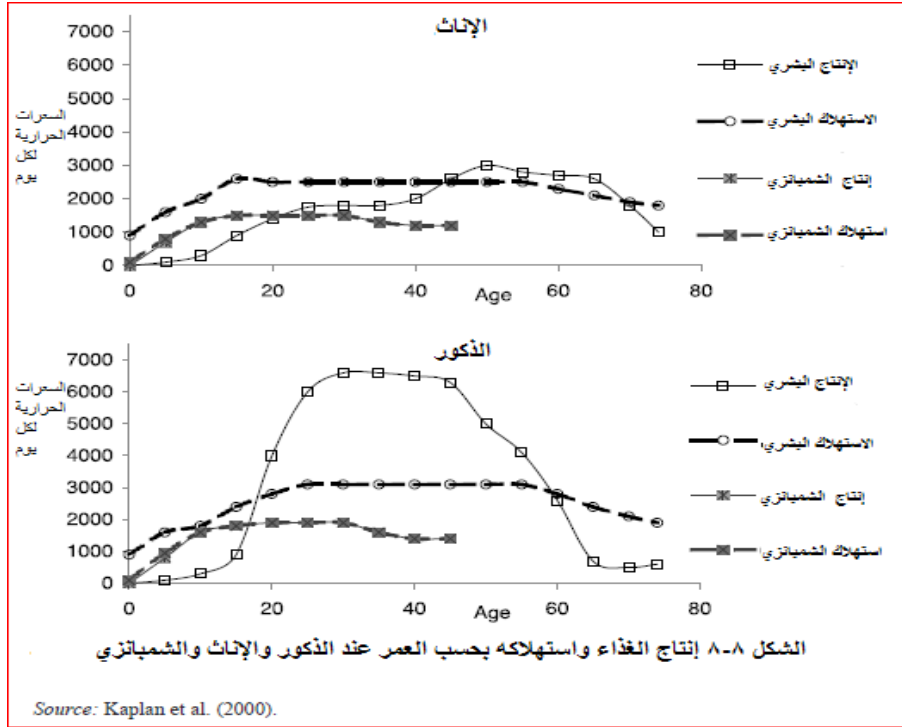 الإناث
7000
6000
5000
4000
3000
2000
1000
0
السعرات
الحرارية
لكل
يوم
0 20 40 Age 60 80
الإنتاج البشري
الاستهلاك البشري
إنتاج الشمبانزي
استهلاك الشمبانزي
الذكور
7000
6000
5000
4000
3000
2000
1000
0
السعرات
الحرارية
لكل
يوم
0 20 40 Age 60 80
الإنتاج البشري
الاستهلاك البشري
إنتاج الشمبانزي
استهلاك الشمبانزي
الشكل ٨-٨ إنتاج الغذاء واستهلاكه بحسب العمر عند الذكور والإناث والشمبانزي
Source: Kaplan et al. (2000).